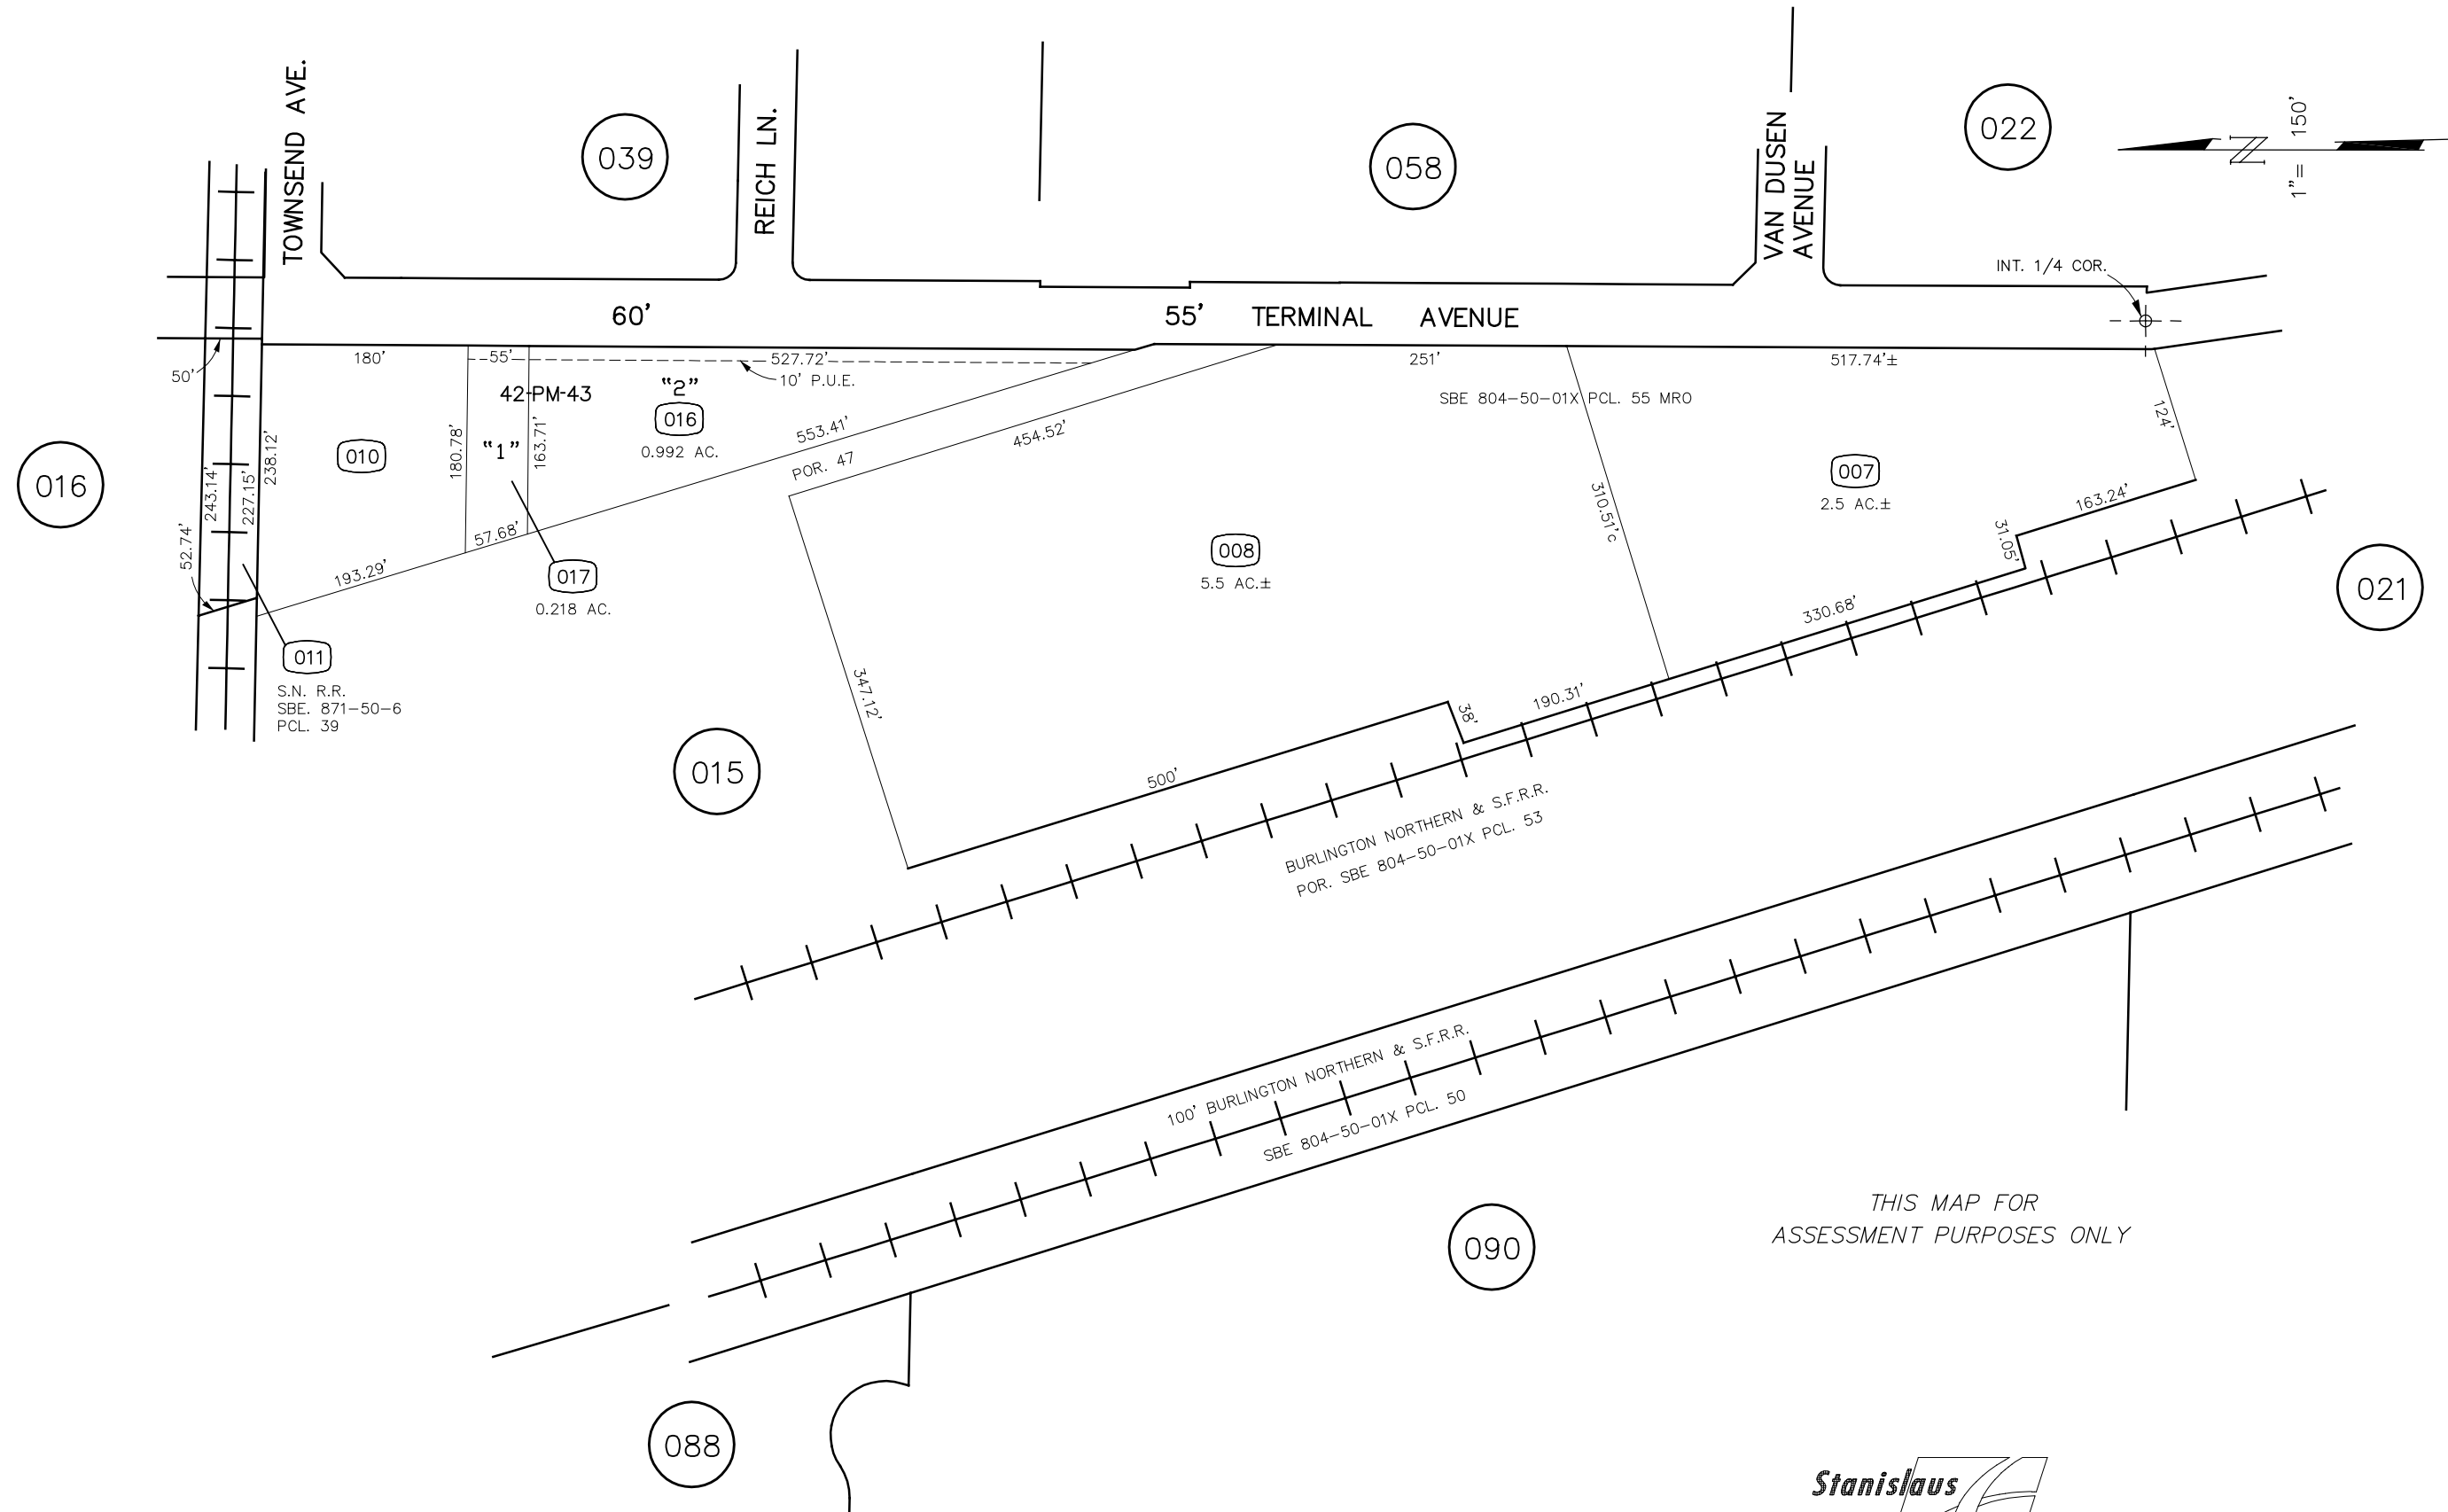 TOWNSEND AVE.
039
REICH LN.
058
VAN DUSEN
AVENUE
022
N
1"= 150'
INT. 1/4 COR.
60'
55'
TERMINAL AVENUE
50'
180'
55'
527.72'
10' P.U.E.
251'
517.74'±
42-PM-43
"2"
016
0.992 AC.
SBE 804-50-01X PCL. 55 MRO
124'
010
180.78'
"1"
163.71'
553.41'
454.52'
POR. 47
016
243.14'
227.15'
238.12'
52.74'
193.29'
57.68'
017
0.218 AC.
008
5.5 AC.±
310.51'c
007
2.5 AC.±
163.24'
31.05'
330.68'
021
011
S.N. R.R.
SBE. 871-50-6
PCL. 39
347.12'
015
500'
38'
190.31'
BURLINGTON NORTHERN & S.F.R.R.
POR. SBE 804-50-01X PCL. 53
100' BURLINGTON NORTHERN & S.F.R.R.
SBE 804-50-01X PCL. 50
090
THIS MAP FOR
ASSESSMENT PURPOSES ONLY
088
Stanislaus